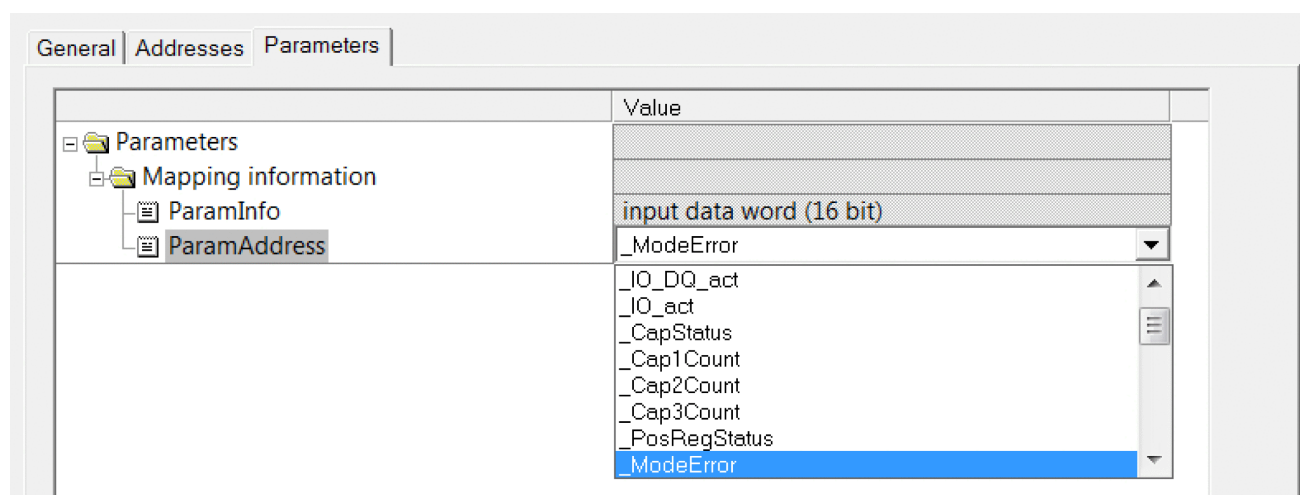 General Addresses Parameters
Value
Parameters
Mapping information
ParamInfo input data word (16 bit)
ParamAddress _ModeError
_IO_DQ_act
_IO_act
_CapStatus
_Cap1Count
_Cap2Count
_Cap3Count
_PosRegStatus
_ModeError